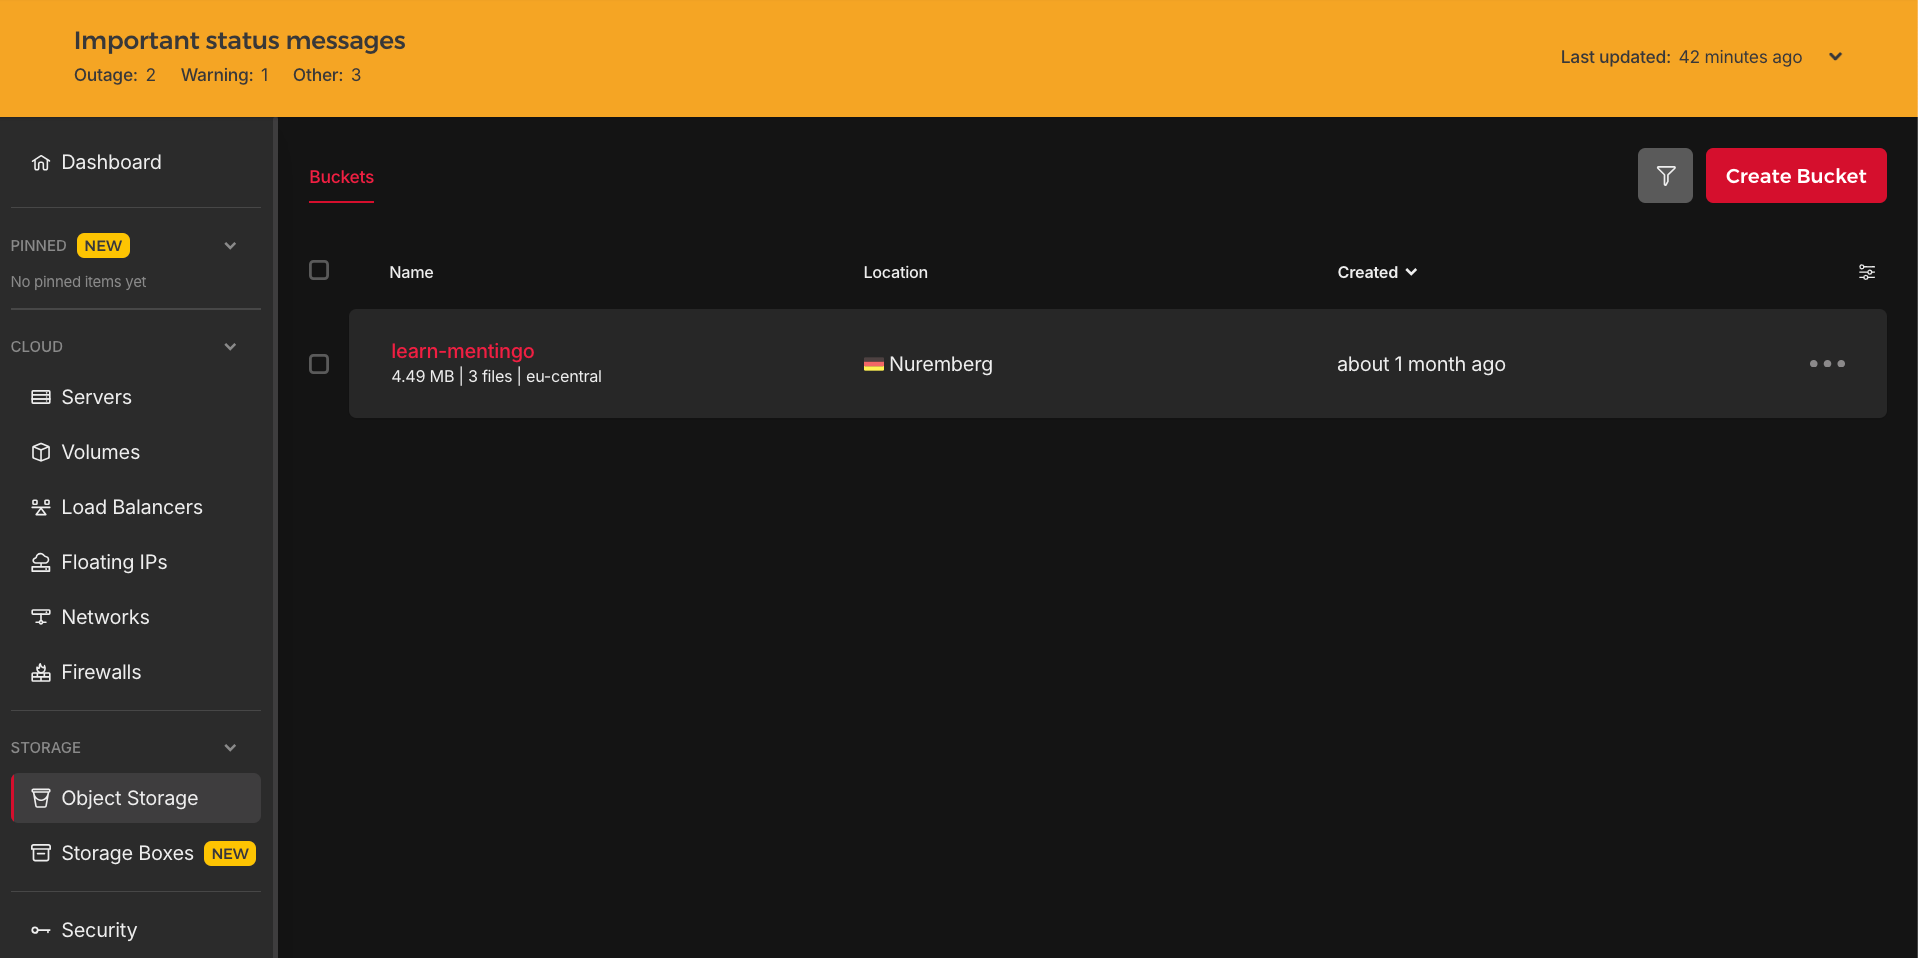 Important status messages
Outage: 2 Warning: 1 Other: 3
Last updated: 42 minutes ago
Dashboard
PINNED NEW
No pinned items yet
CLOUD
Servers
Volumes
Load Balancers
Floating IPs
Networks
Firewalls
STORAGE
Object Storage
Storage Boxes NEW
Security
Buckets
Create Bucket
Name Location Created
learn-mentingo
4.49 MB | 3 files | eu-central
Nuremberg
about 1 month ago